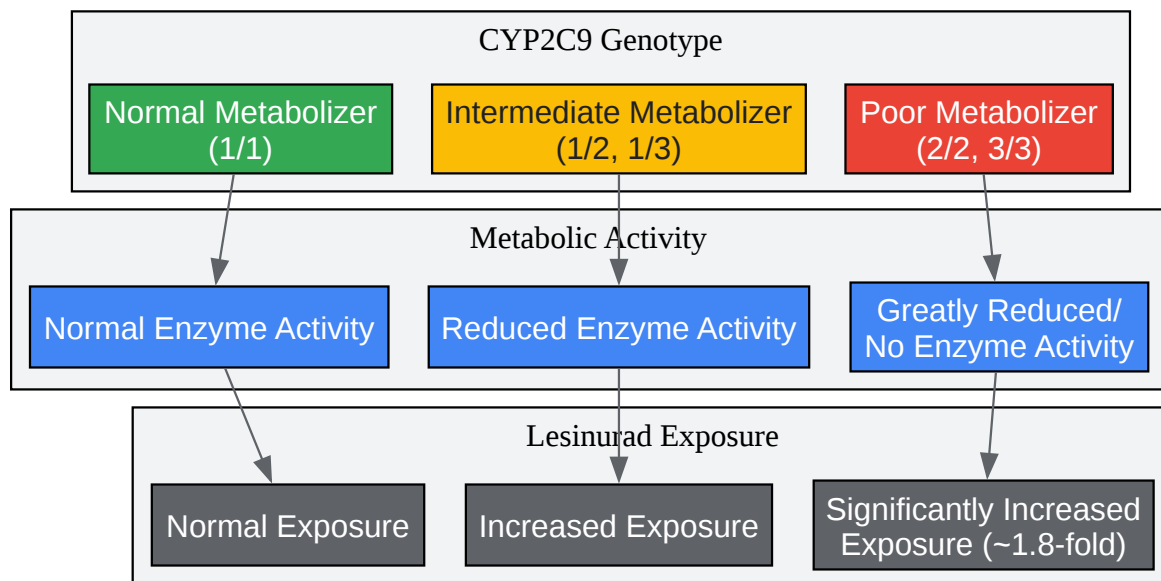 CYP2C9 Genotype
Normal Metabolizer
(1/1)
Intermediate Metabolizer
(1/2, 1/3)
Poor Metabolizer
(2/2, 3/3)
Metabolic Activity
Normal Enzyme Activity
Reduced Enzyme Activity
Greatly Reduced/
No Enzyme Activity
Lesinurad Exposure
Normal Exposure
Increased Exposure
Significantly Increased
Exposure (~1.8-fold)